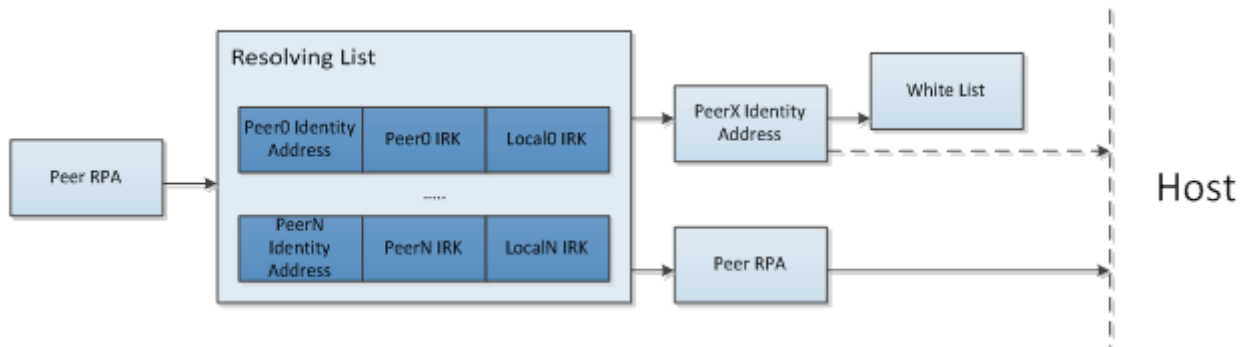 Resolving List
Peer0 Identity
Address
Peer0 IRK
Local0 IRK
Peer RPA
......
PeerN
Identity
Address
PeerN IRK
LocalN IRK
PeerX Identity
Address
White List
Peer RPA
Host